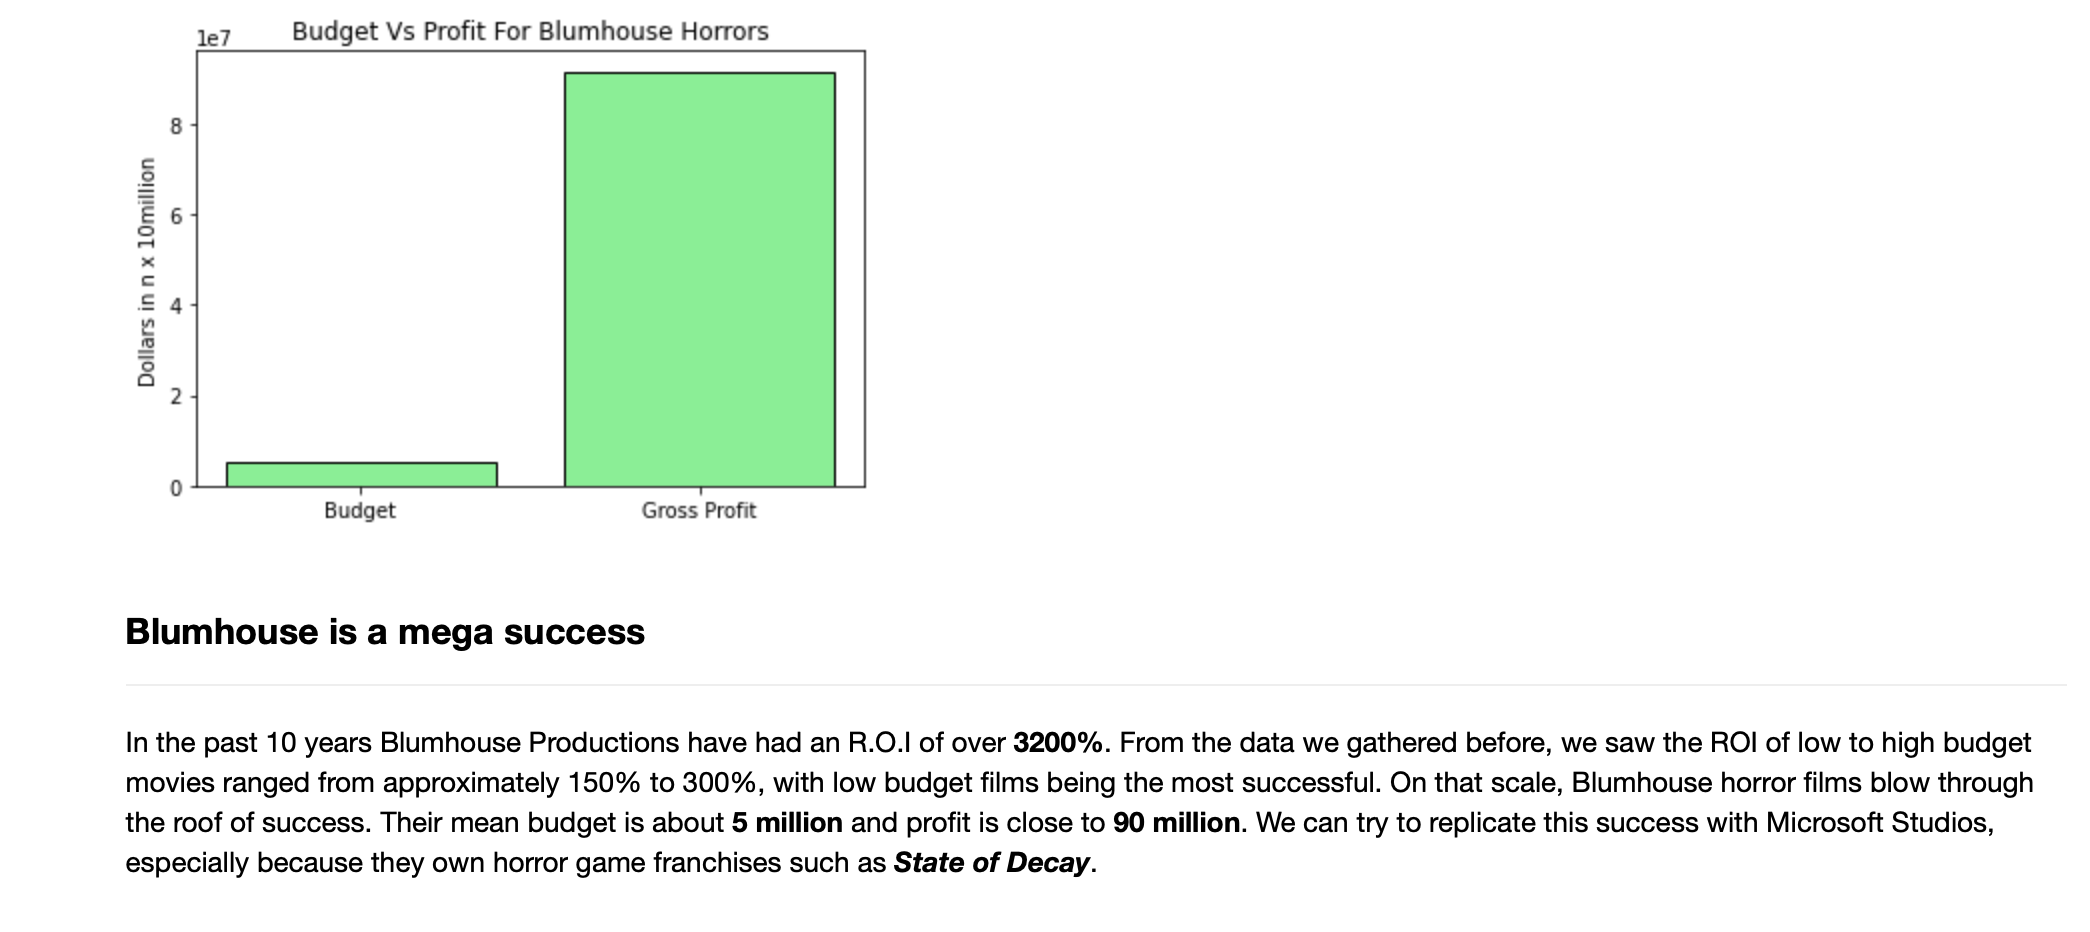 Budget Vs Profit For Blumhouse Horrors
1e7
8
6
4
2
0
Dollars in n x 10million
Budget
Gross Profit
Blumhouse is a mega success
In the past 10 years Blumhouse Productions have had an R.O.I of over 3200%. From the data we gathered before, we saw the ROI of low to high budget
movies ranged from approximately 150% to 300%, with low budget films being the most successful. On that scale, Blumhouse horror films blow through
the roof of success. Their mean budget is about 5 million and profit is close to 90 million. We can try to replicate this success with Microsoft Studios,
especially because they own horror game franchises such as State of Decay.